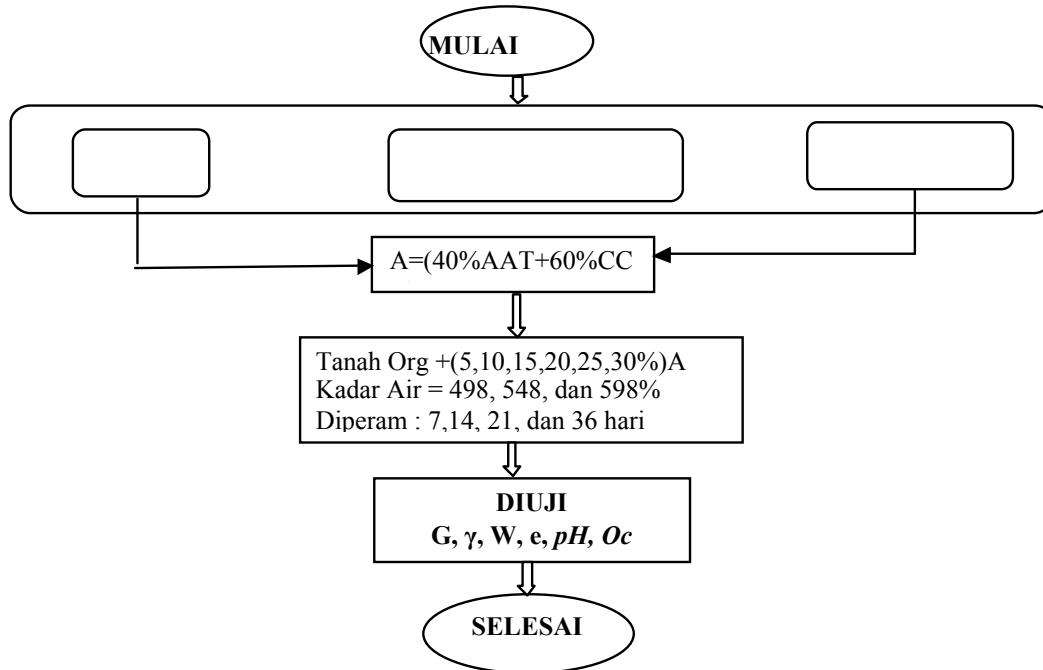 MULAI
A=(40%AAT+60%CC
Tanah Org +(5,10,15,20,25,30%)A
Kadar Air = 498, 548, dan 598%
Diperam : 7,14, 21, dan 36 hari
DIUJI
G, γ, W, e, pH, Oc
SELESAI